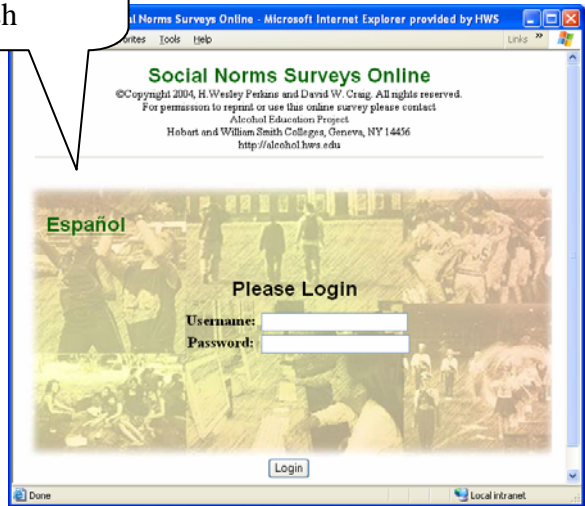 l Norms Surveys Online - Microsoft Internet Explorer provided by HWS
Tools Help
Links »
Social Norms Surveys Online
©Copyright 2004, H.Wesley Perkins and David W. Craig. All rights reserved.
For permission to reprint or use this online survey please contact
Alcohol Education Project
Hobart and William Smith Colleges, Geneva, NY 14456
http://alcohol.hws.edu
Español
Please Login
Username:
Password:
Login
Done
Local intranet